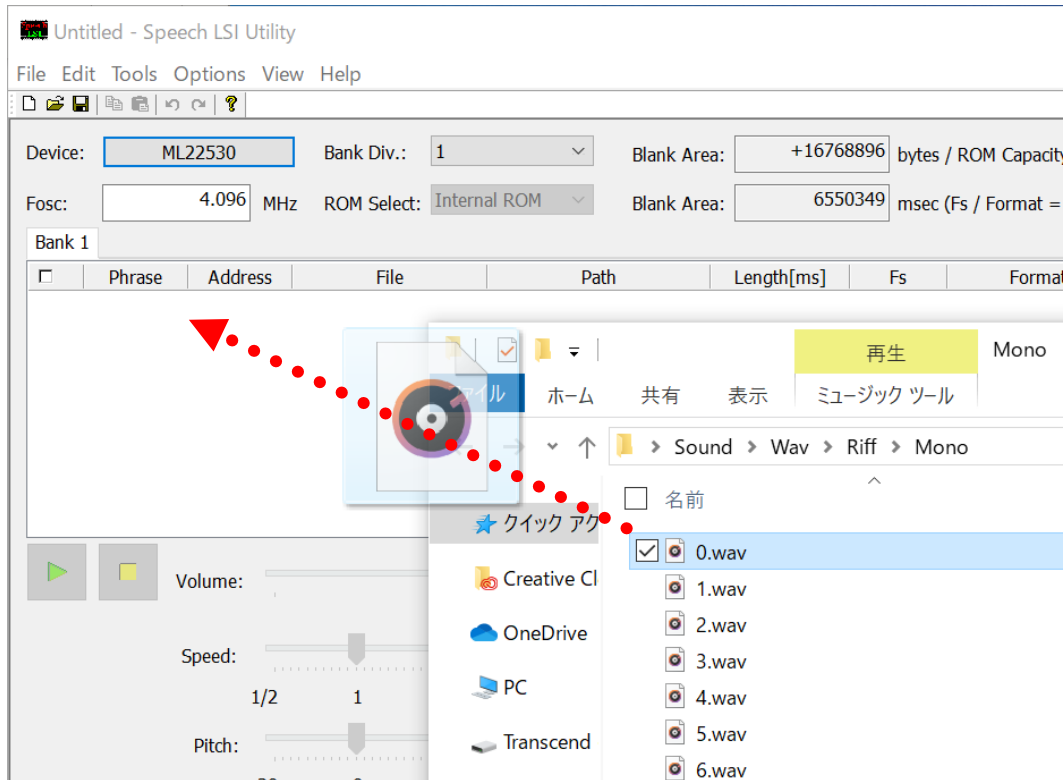 Untitled - Speech LSI Utility
File Edit Tools Options View Help
Device: ML22530 Bank Div.: 1 Blank Area: +16768896 bytes / ROM Capacity
Fosc: 4.096 MHz ROM Select: Internal ROM Blank Area: 6550349 msec (Fs / Format =
Bank 1
Phrase Address File Path Length[ms] Fs Format
再生 Mono
イル ホーム 共有 表示 ミュージック ツール
Sound > Wav > Riff > Mono
名前
クイック アク
0.wav
Volume:
Creative Cl
1.wav
2.wav
OneDrive
Speed:
3.wav
1/2 1
PC
4.wav
5.wav
Pitch:
Transcend
6.wav